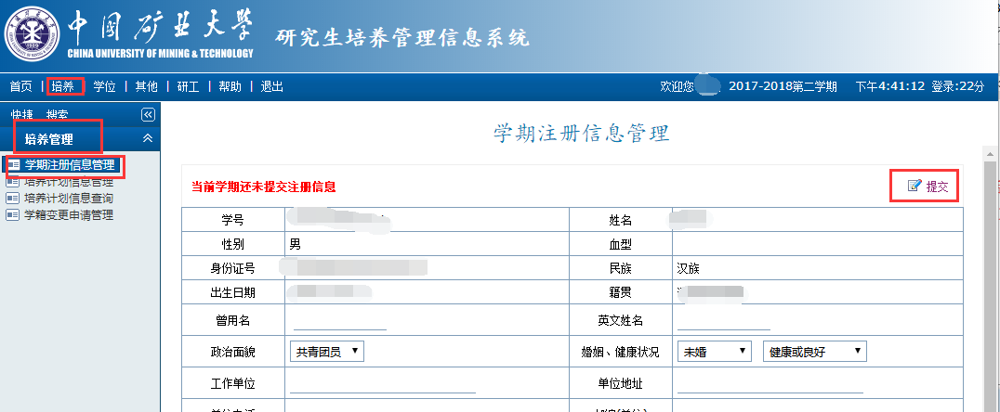 中国矿业大学
CHINA UNIVERSITY OF MINING & TECHNOLOGY
研究生培养管理信息系统
首页 | 培养 | 学位 | 其他 | 研工 | 帮助 | 退出
欢迎您 2017-2018第二学期 下午4:41:12 登录:22分
快捷 搜索
培养管理
学期注册信息管理
培养计划信息管理
培养计划信息查询
学籍变更申请管理
学期注册信息管理
当前学期还未提交注册信息 提交
学号 姓名
性别 男 血型
身份证号 民族 汉族
出生日期 籍贯
曾用名 英文姓名
政治面貌 共青团员 婚姻、健康状况 未婚 健康或良好
工作单位 单位地址